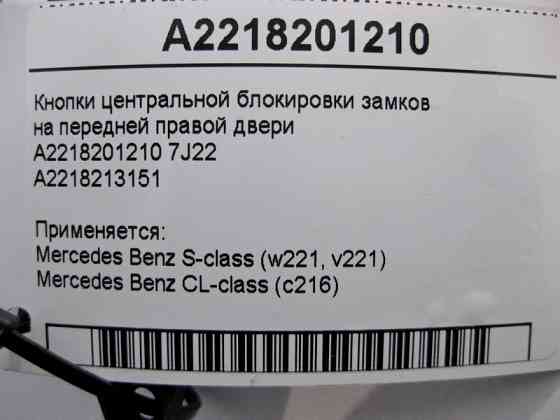 A2218201210
Кнопки центральной блокировки замков
на передней правой двери
A2218201210 7J22
A2218213151
Применяется:
Mercedes Benz S-class (w221, v221)
Mercedes Benz CL-class (c216)